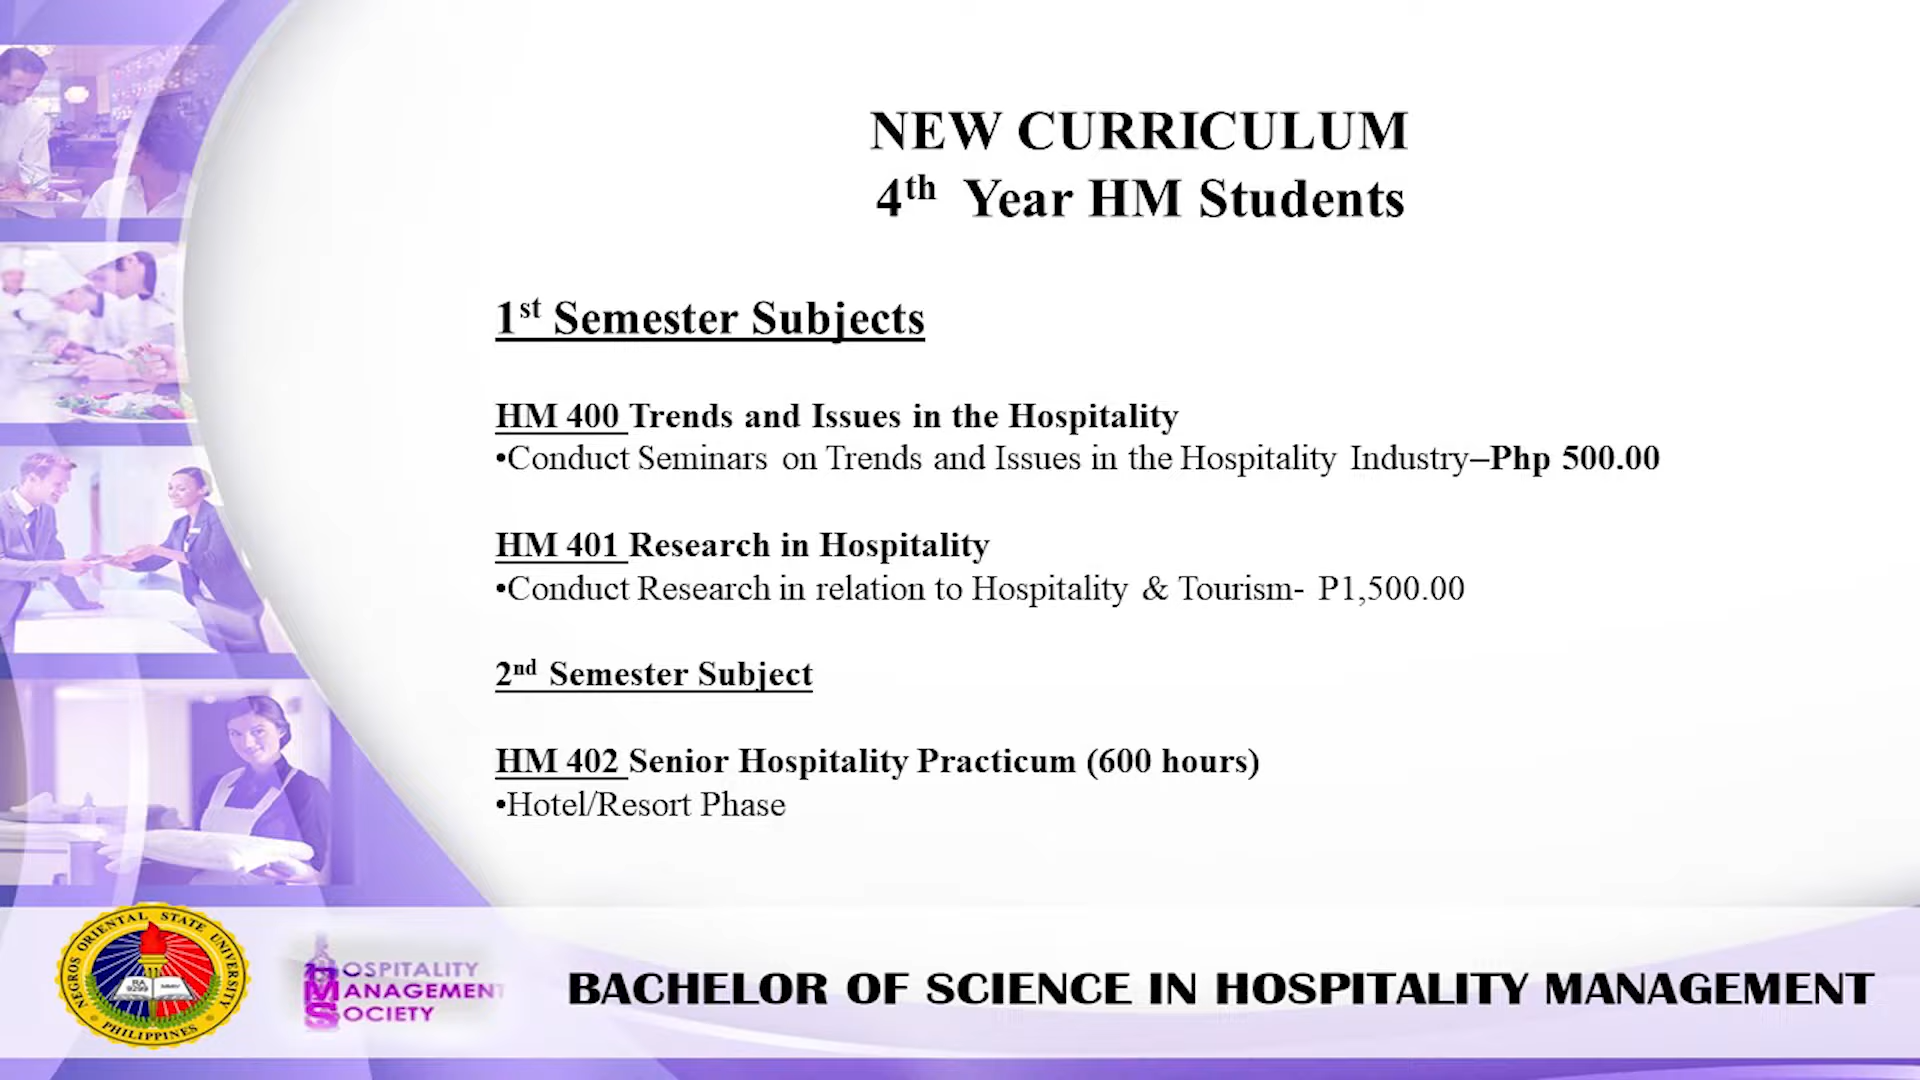 NEW CURRICULUM
4th Year HM Students
1st Semester Subjects
HM 400 Trends and Issues in the Hospitality
•Conduct Seminars on Trends and Issues in the Hospitality Industry–Php 500.00
HM 401 Research in Hospitality
•Conduct Research in relation to Hospitality & Tourism- P1,500.00
2nd Semester Subject
HM 402 Senior Hospitality Practicum (600 hours)
•Hotel/Resort Phase
NEGROS ORIENTAL STATE UNIVERSITY
RA
9299
PHILIPPINES
HOSPITALITY
MANAGEMENT
SOCIETY
BACHELOR OF SCIENCE IN HOSPITALITY MANAGEMENT